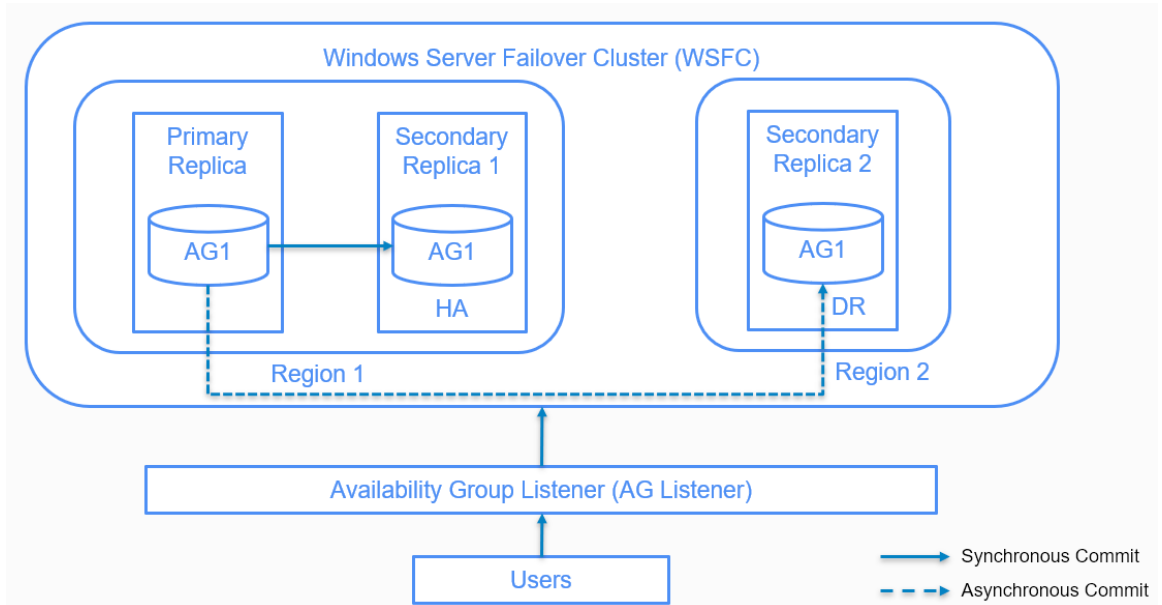 Windows Server Failover Cluster (WSFC)
Primary
Replica
AG1
Secondary
Replica 1
AG1
HA
Region 1
Secondary
Replica 2
AG1
DR
Region 2
Availability Group Listener (AG Listener)
Users
Synchronous Commit
Asynchronous Commit